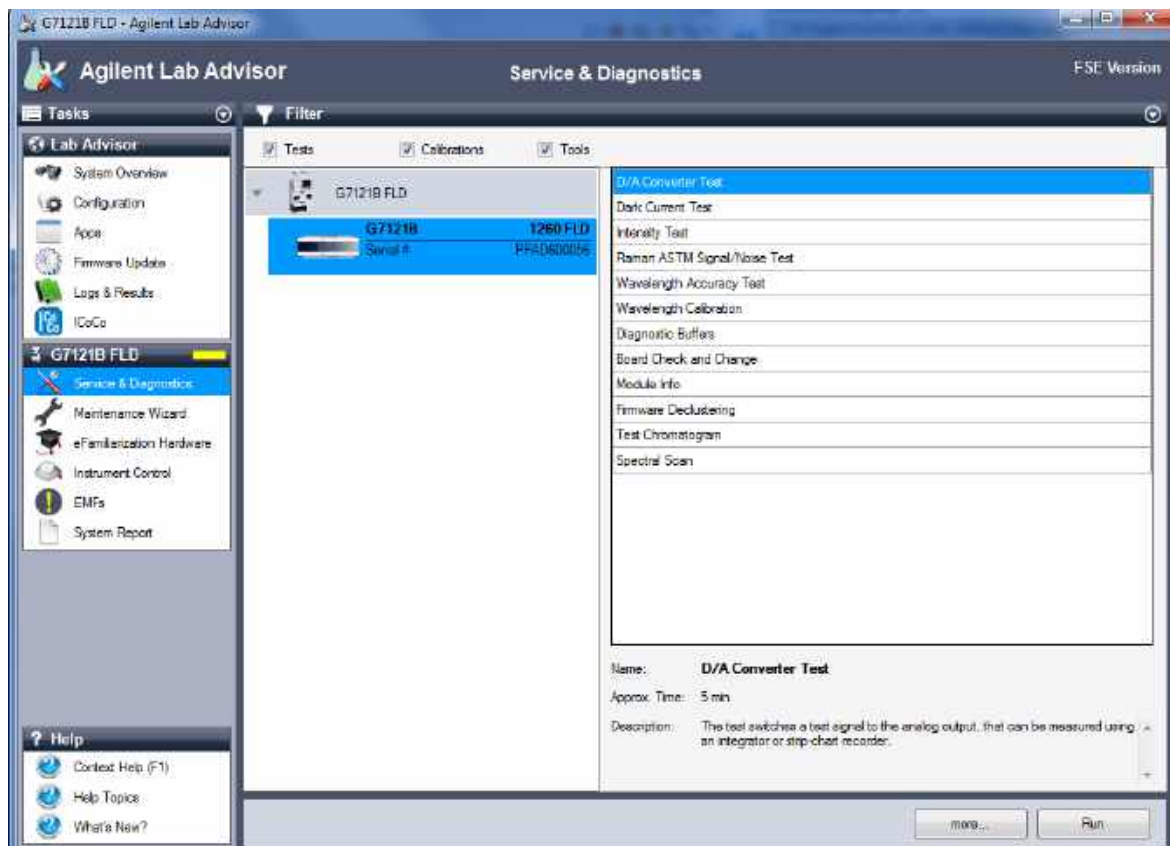 G7121B FLD - Agilent Lab Advisor
Agilent Lab Advisor
Service & Diagnostics
FSE Version
Tasks
Filter
Lab Advisor
System Overview
Configuration
Apps
Firmware Update
Logs & Results
ICoCo
G7121B FLD
Service & Diagnostics
Maintenance Wizard
eFamiliarization Hardware
Instrument Control
EMFs
System Report
Tests Calibrations Tools
G7121B FLD
G7121B 1260 FLD
Serial #:
D/A Converter Test
Dark Current Test
Intensity Test
Raman ASTM Signal/Noise Test
Wavelength Accuracy Test
Wavelength Calibration
Diagnostic Buffers
Board Check and Change
Module Info
Firmware Declustering
Test Chromatogram
Spectral Scan
Name: D/A Converter Test
Approx. Time: 5 min
Description: The test switches a test signal to the analog output, that can be measured using
an integrator or strip-chart recorder.
? Help
Context Help (F1)
Help Topics
What's New?
more...
Run